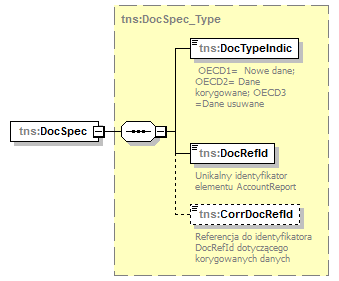 tns:DocSpec_Type
tns:DocTypeIndic
OECD1= Nowe dane;
OECD2= Dane
korygowane; OECD3
=Dane usuwane
tns:DocSpec
tns:DocRefId
Unikalny identyfikator
elementu AccountReport
tns:CorrDocRefId
Referencja do identyfikatora
DocRefId dotyczącego
korygowanych danych